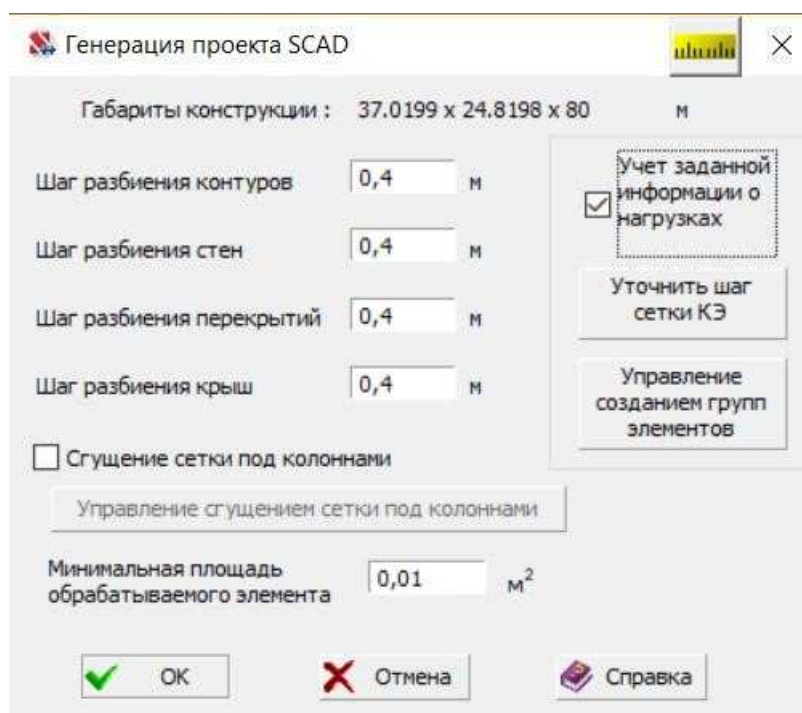 Генерация проекта SCAD
Габариты конструкции : 37.0199 x 24.8198 x 80 м
Шаг разбиения контуров 0,4 м
Учет заданной
информации о
нагрузках
Шаг разбиения стен 0,4 м
Уточнить шаг
сетки КЭ
Шаг разбиения перекрытий 0,4 м
Шаг разбиения крыш 0,4 м
Управление
созданием групп
элементов
Сгущение сетки под колоннами
Управление сгущением сетки под колоннами
Минимальная площадь
обрабатываемого элемента 0,01 м²
ОК Отмена Справка